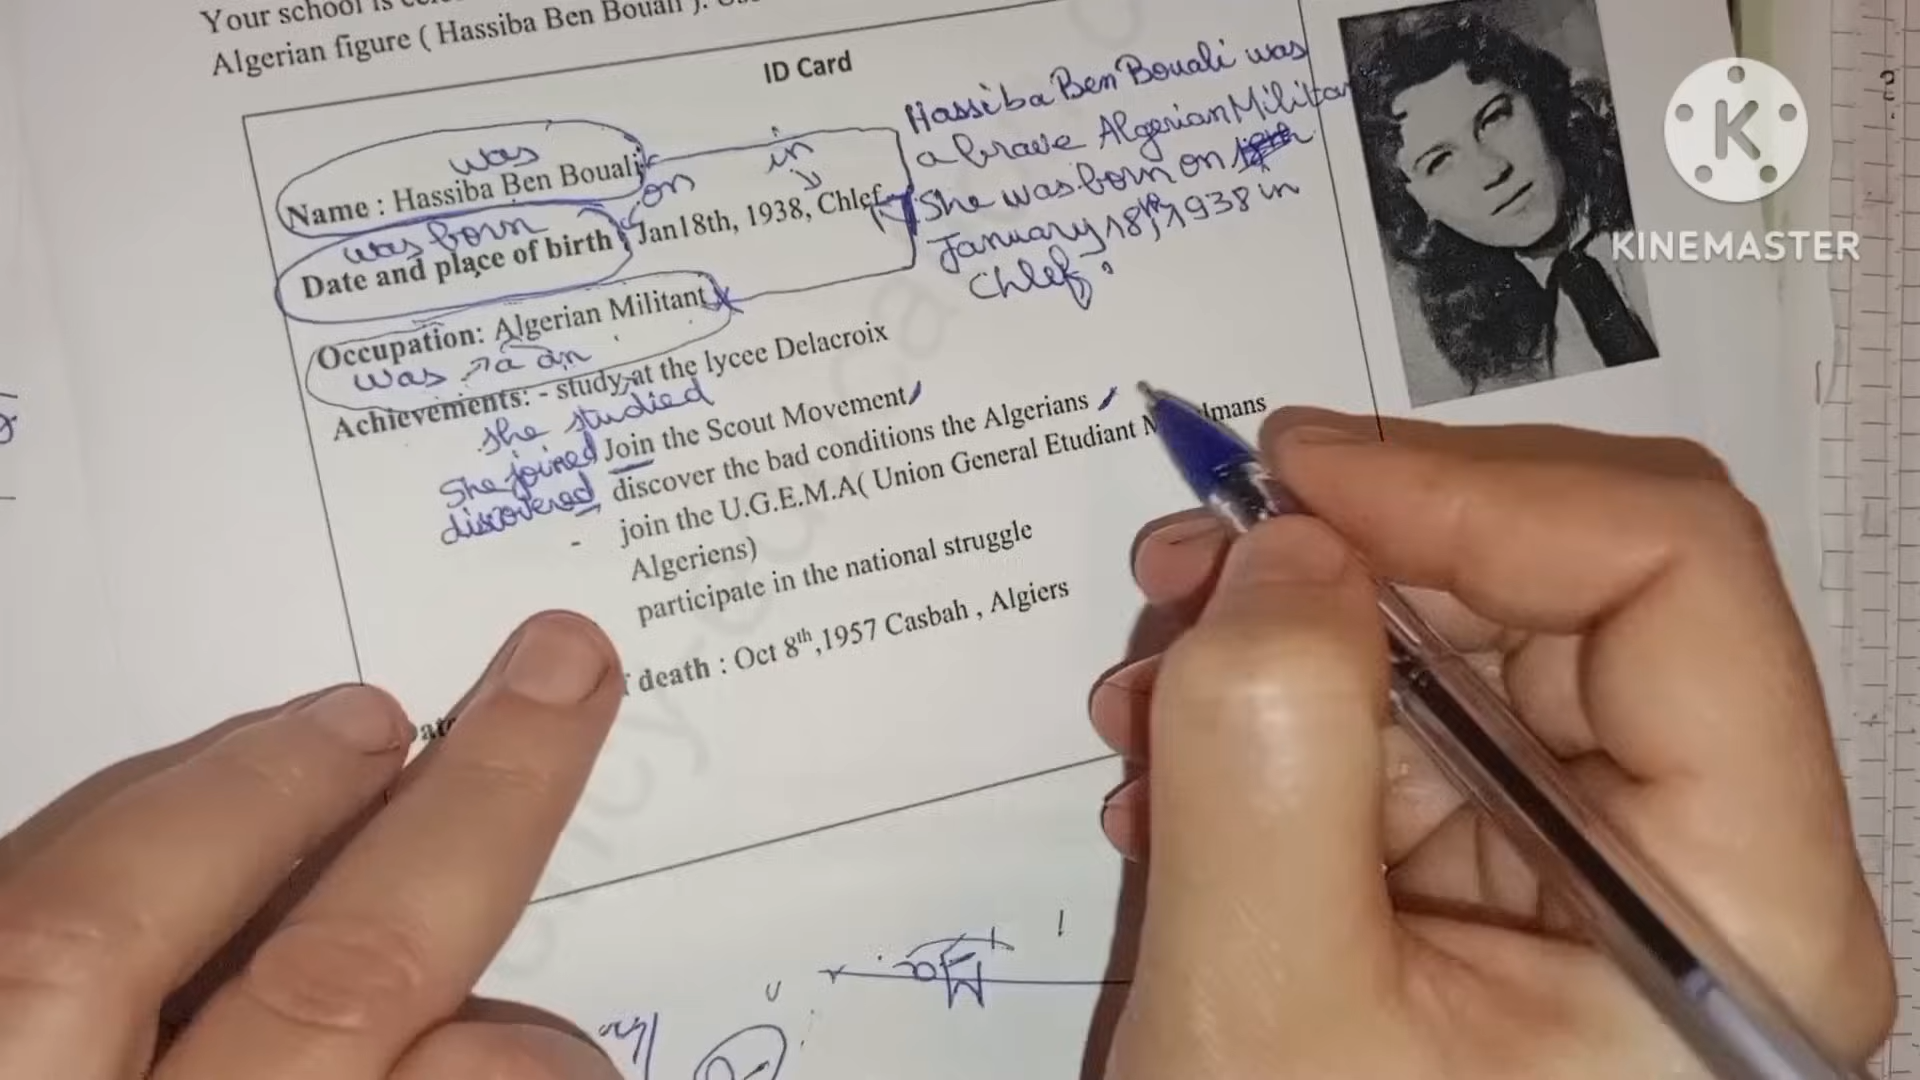 Your school is
Algerian figure ( Hassiba Ben Bouali ).
ID Card
was
Name : Hassiba Ben Bouali
on in
was born
Date and place of birth : Jan18th, 1938, Chlef
Occupation: Algerian Militant
was → a an
Achievements: - study at the lycee Delacroix
she studied
She joined Join the Scout Movement
discovered discover the bad conditions the Algerians
- join the U.G.E.M.A( Union General Etudiant
Algeriens)
participate in the national struggle
death : Oct 8th,1957 Casbah , Algiers
Hassiba Ben Bouali was
a brave Algerian Militan
She was born on
January 18th, 1938 in
Chlef.
K
KINEMASTER